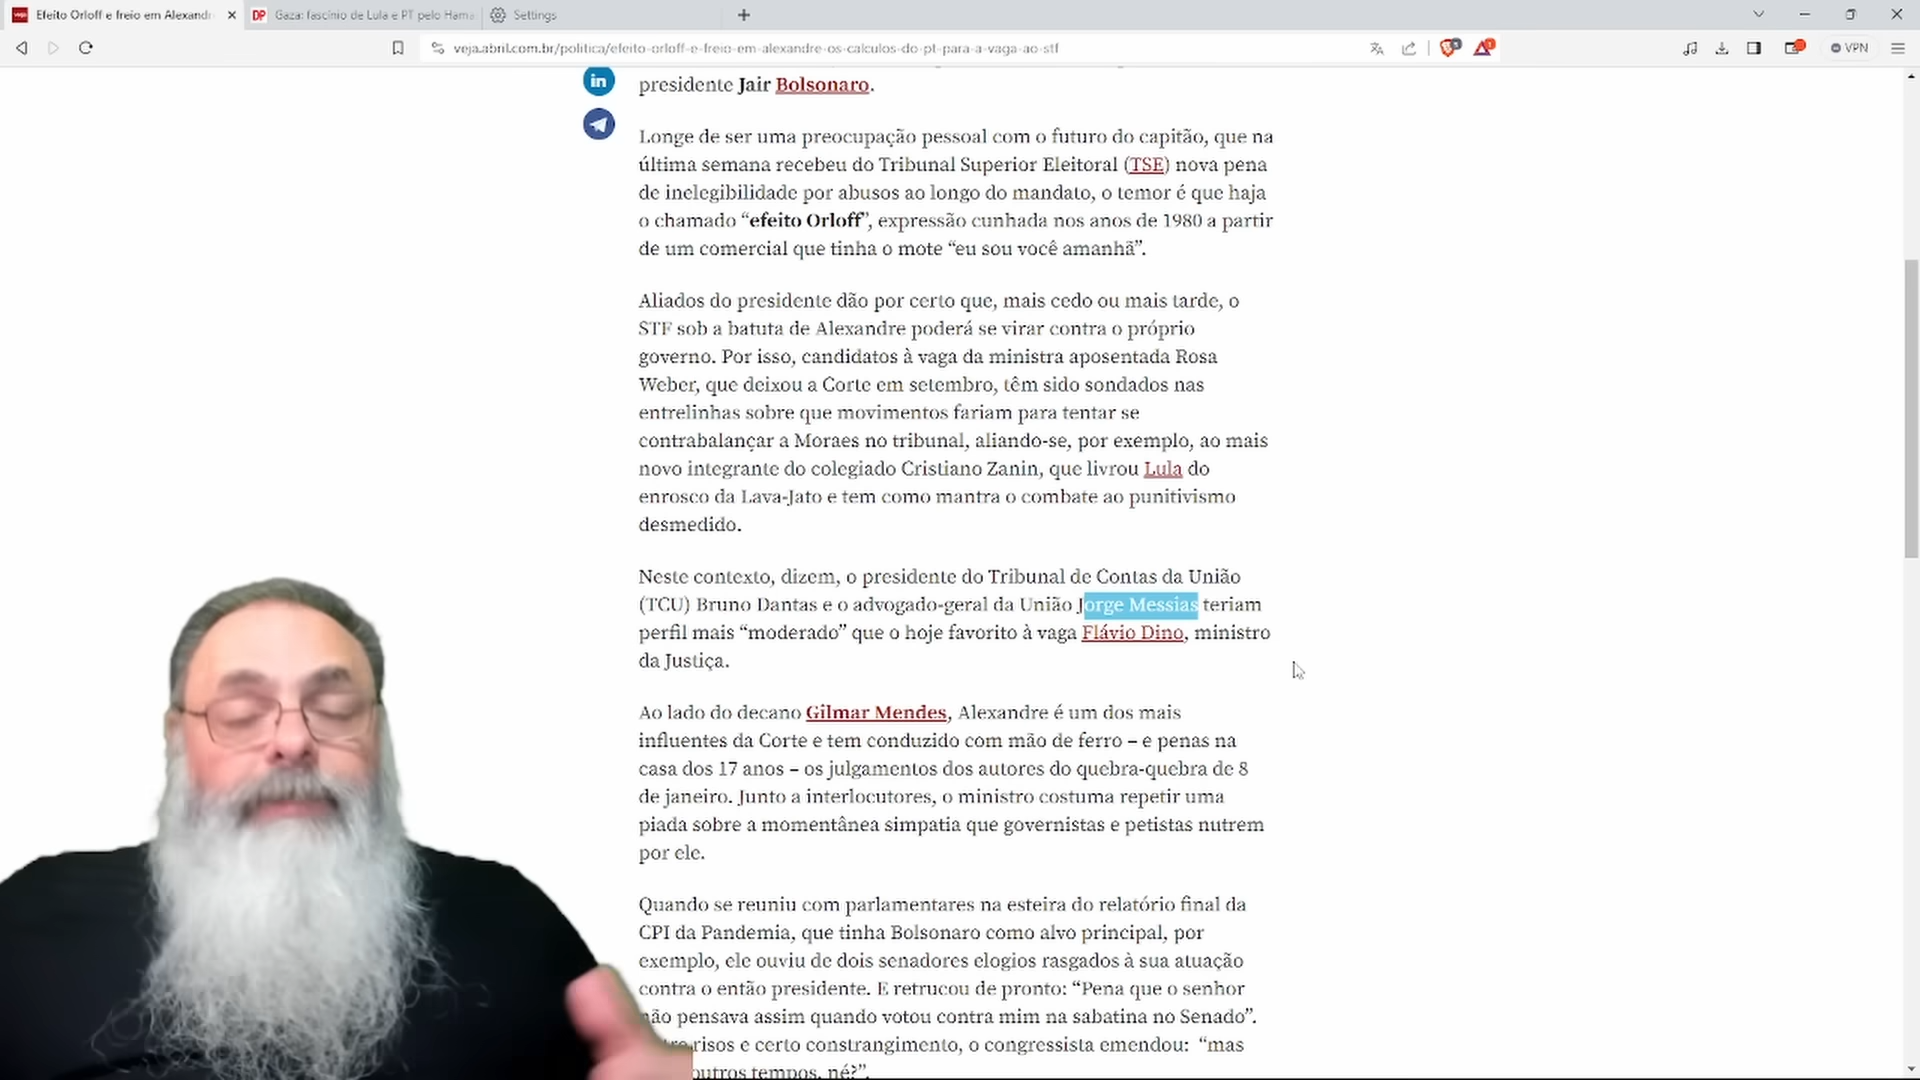 veja
Efeito Orloff e freio em Alexandre
DP
Gaza: fascínio de Lula e PT pelo Hama
Settings
veja.abril.com.br/politica/efeito-orloff-e-freio-em-alexandre-os-calculos-do-pt-para-a-vaga-ao-stf
VPN
in
presidente Jair Bolsonaro.
Longe de ser uma preocupação pessoal com o futuro do capitão, que na
última semana recebeu do Tribunal Superior Eleitoral (TSE) nova pena
de inelegibilidade por abusos ao longo do mandato, o temor é que haja
o chamado “efeito Orloff”, expressão cunhada nos anos de 1980 a partir
de um comercial que tinha o mote “eu sou você amanhã”.
Aliados do presidente dão por certo que, mais cedo ou mais tarde, o
STF sob a batuta de Alexandre poderá se virar contra o próprio
governo. Por isso, candidatos à vaga da ministra aposentada Rosa
Weber, que deixou a Corte em setembro, têm sido sondados nas
entrelinhas sobre que movimentos fariam para tentar se
contrabalançar a Moraes no tribunal, aliando-se, por exemplo, ao mais
novo integrante do colegiado Cristiano Zanin, que livrou Lula do
enrosco da Lava-Jato e tem como mantra o combate ao punitivismo
desmedido.
Neste contexto, dizem, o presidente do Tribunal de Contas da União
(TCU) Bruno Dantas e o advogado-geral da União Jorge Messias teriam
perfil mais “moderado” que o hoje favorito à vaga Flávio Dino, ministro
da Justiça.
Ao lado do decano Gilmar Mendes, Alexandre é um dos mais
influentes da Corte e tem conduzido com mão de ferro – e penas na
casa dos 17 anos – os julgamentos dos autores do quebra-quebra de 8
de janeiro. Junto a interlocutores, o ministro costuma repetir uma
piada sobre a momentânea simpatia que governistas e petistas nutrem
por ele.
Quando se reuniu com parlamentares na esteira do relatório final da
CPI da Pandemia, que tinha Bolsonaro como alvo principal, por
exemplo, ele ouviu de dois senadores elogios rasgados à sua atuação
contra o então presidente. E retrucou de pronto: “Pena que o senhor
não pensava assim quando votou contra mim na sabatina no Senado”.
risos e certo constrangimento, o congressista emendou: “mas
outros tempos, né?”.